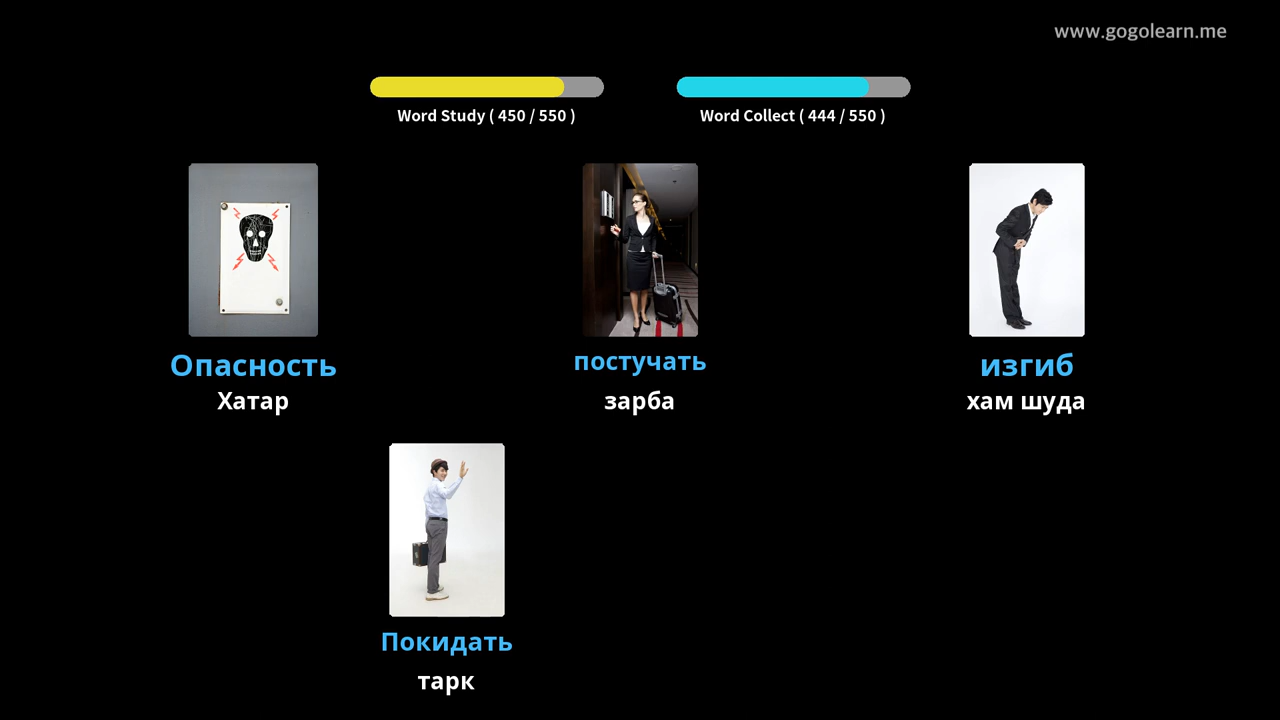 www.gogolearn.me
Word Study ( 450 / 550 )
Word Collect ( 444 / 550 )
Опасность
Хатар
постучать
зарба
изгиб
хам шуда
Покидать
тарк